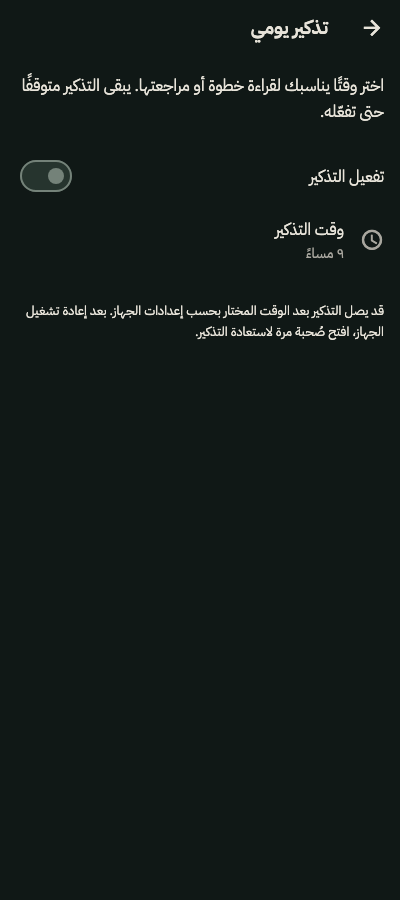 تذكير يومي
اختر وقتًا يناسبك لقراءة خطوة أو مراجعتها. يبقى التذكير متوقفًا
حتى تفعّله.
تفعيل التذكير
وقت التذكير
٩ مساءً
قد يصل التذكير بعد الوقت المختار بحسب إعدادات الجهاز. بعد إعادة تشغيل
الجهاز، افتح صُحبة مرة لاستعادة التذكير.